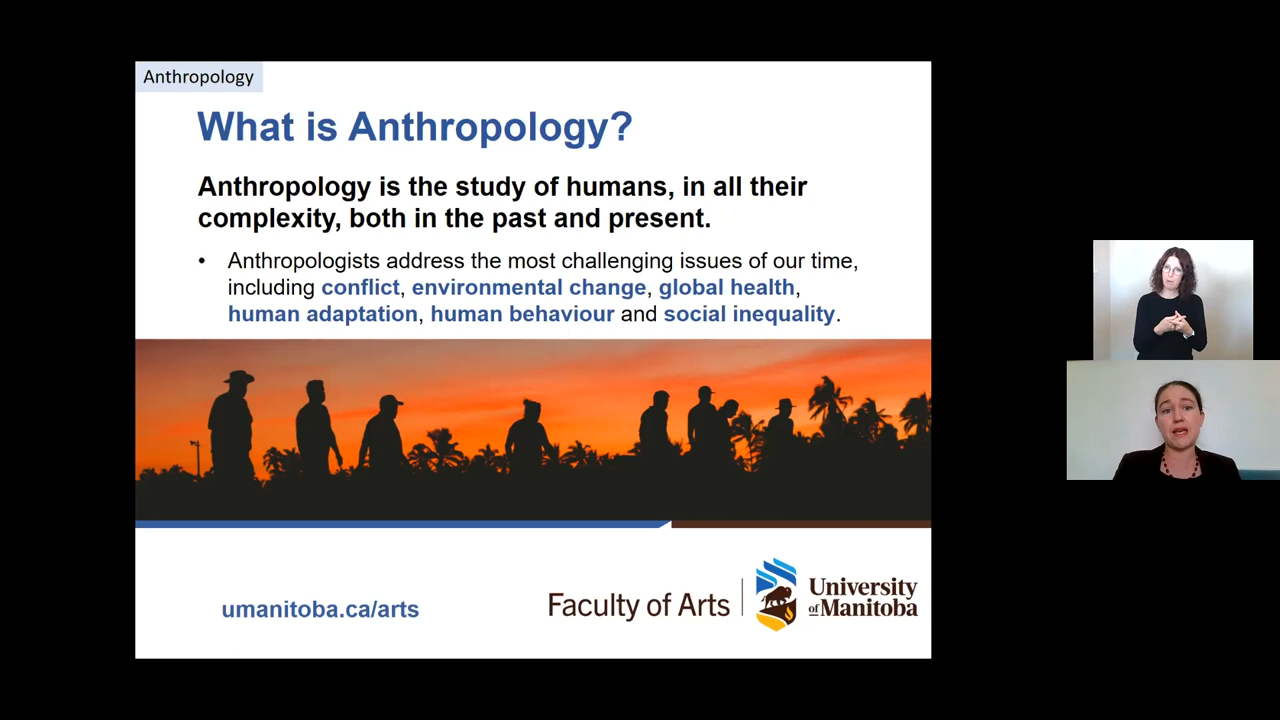 Anthropology
What is Anthropology?
Anthropology is the study of humans, in all their
complexity, both in the past and present.
• Anthropologists address the most challenging issues of our time,
including conflict, environmental change, global health,
human adaptation, human behaviour and social inequality.
umanitoba.ca/arts
Faculty of Arts
University
of Manitoba